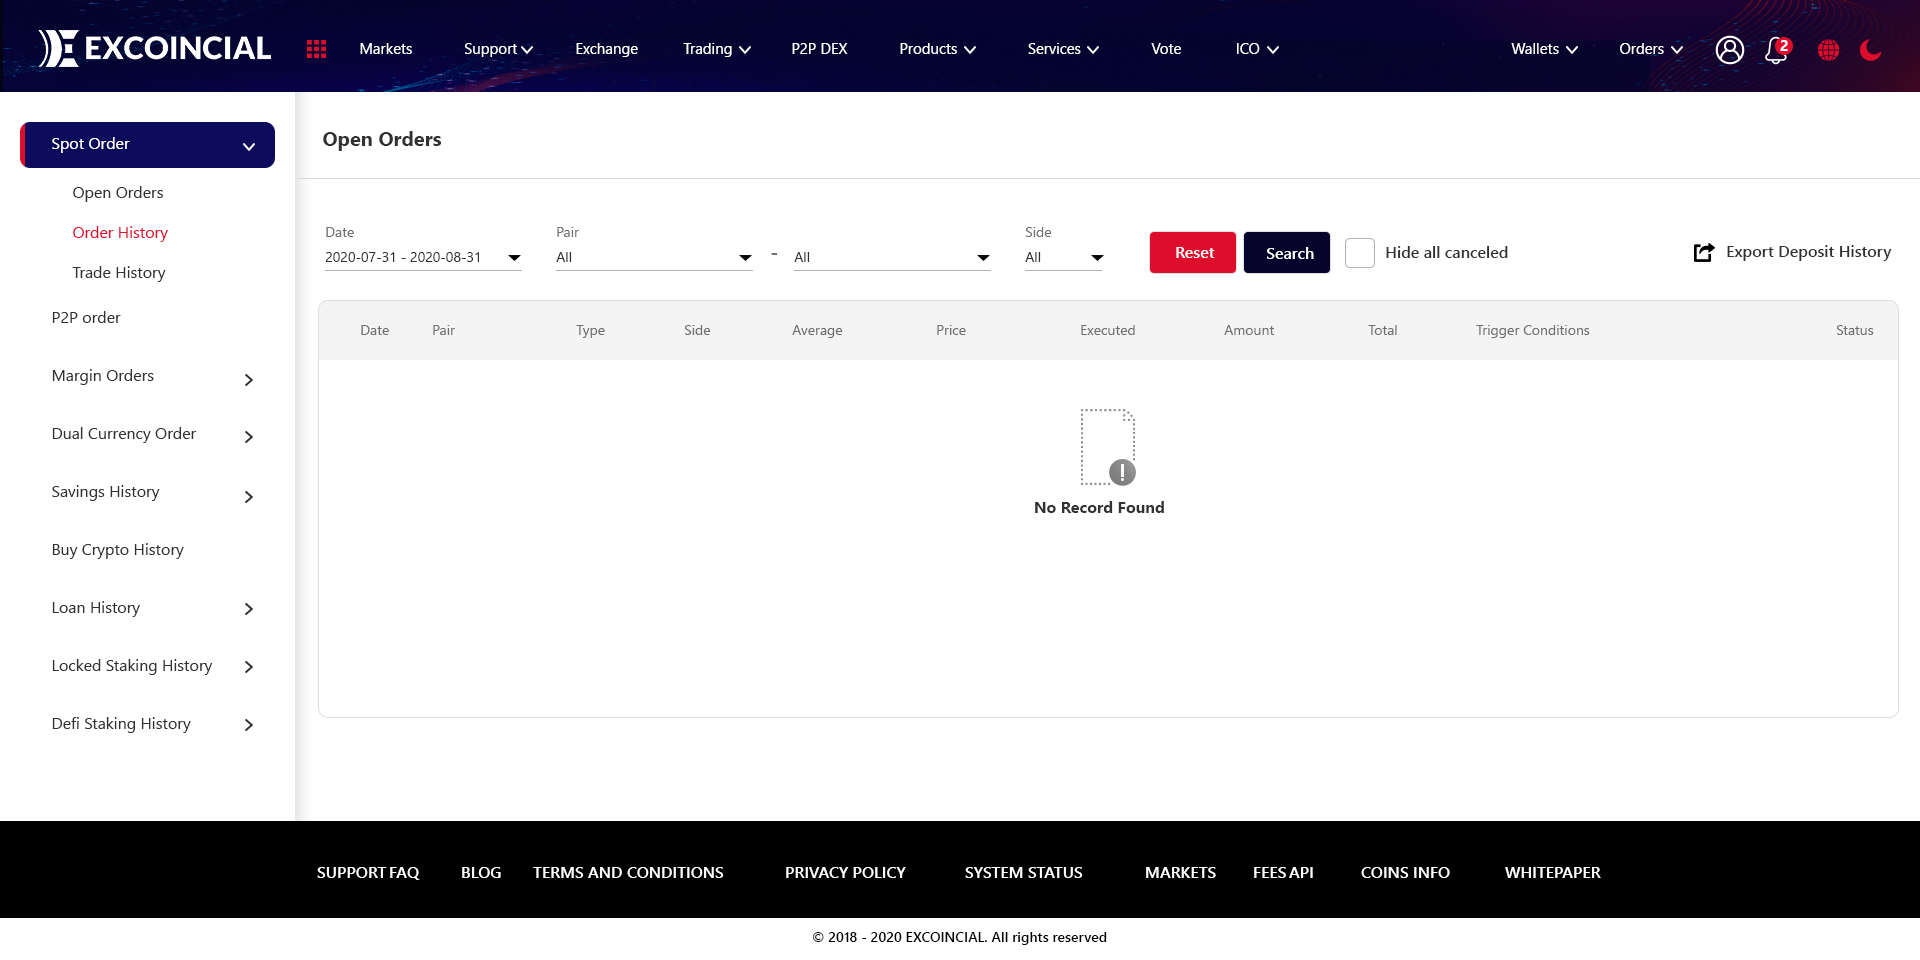 EXCOINCIAL Markets Support Exchange Trading P2P DEX Products Services Vote ICO Wallets Orders 2
Spot Order
Open Orders
Order History
Trade History
P2P order
Margin Orders
Dual Currency Order
Savings History
Buy Crypto History
Loan History
Locked Staking History
Defi Staking History
Open Orders
Date Pair Side
2020-07-31 - 2020-08-31 All - All All Reset Search Hide all canceled Export Deposit History
Date Pair Type Side Average Price Executed Amount Total Trigger Conditions Status
No Record Found
SUPPORT FAQ BLOG TERMS AND CONDITIONS PRIVACY POLICY SYSTEM STATUS MARKETS FEES API COINS INFO WHITEPAPER
© 2018 - 2020 EXCOINCIAL. All rights reserved